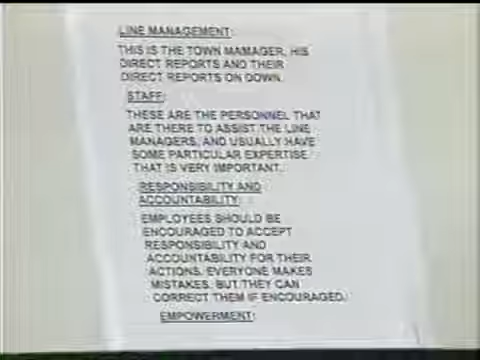 LINE MANAGEMENT:
THIS IS THE TOWN MAMAGER, HIS
DIRECT REPORTS AND THEIR
DIRECT REPORTS ON DOWN.
STAFF:
THESE ARE THE PERSONNEL THAT
ARE THERE TO ASSIST THE LINE
MANAGERS, AND USUALLY HAVE
SOME PARTICULAR EXPERTISE
THAT IS VERY IMPORTANT.
RESPONSIBILITY AND
ACCOUNTABILITY:
EMPLOYEES SHOULD BE
ENCOURAGED TO ACCEPT
RESPONSIBILITY AND
ACCOUNTABILITY FOR THEIR
ACTIONS. EVERYONE MAKES
MISTAKES, BUT THEY CAN
CORRECT THEM IF ENCOURAGED.
EMPOWERMENT: